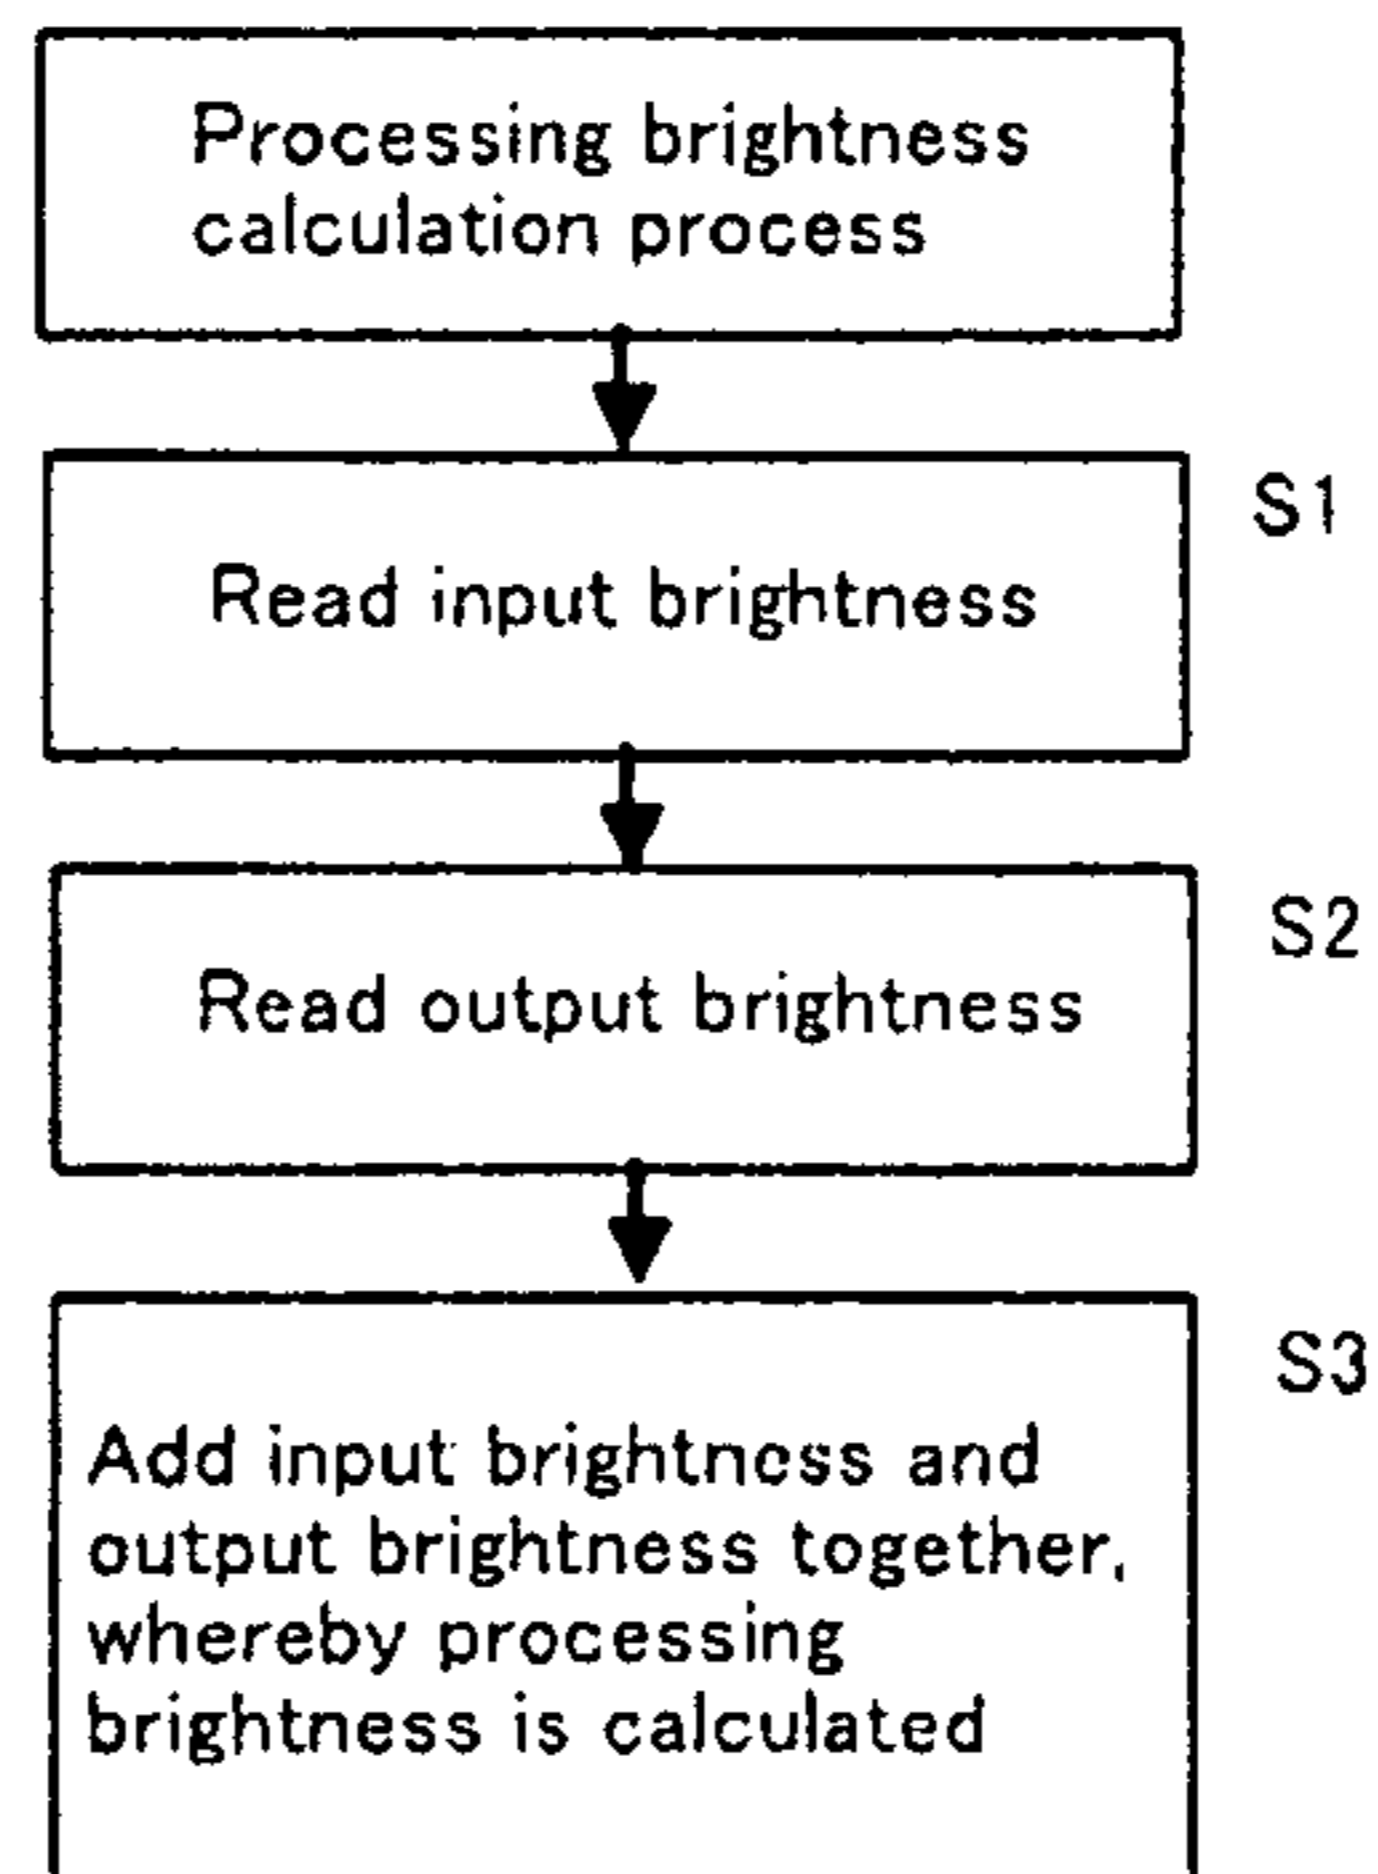 Processing brightness
calculation process
S1
Read input brightness
S2
Read output brightness
S3
Add input brightness and
output brightness together,
whereby processing
brightness is calculated